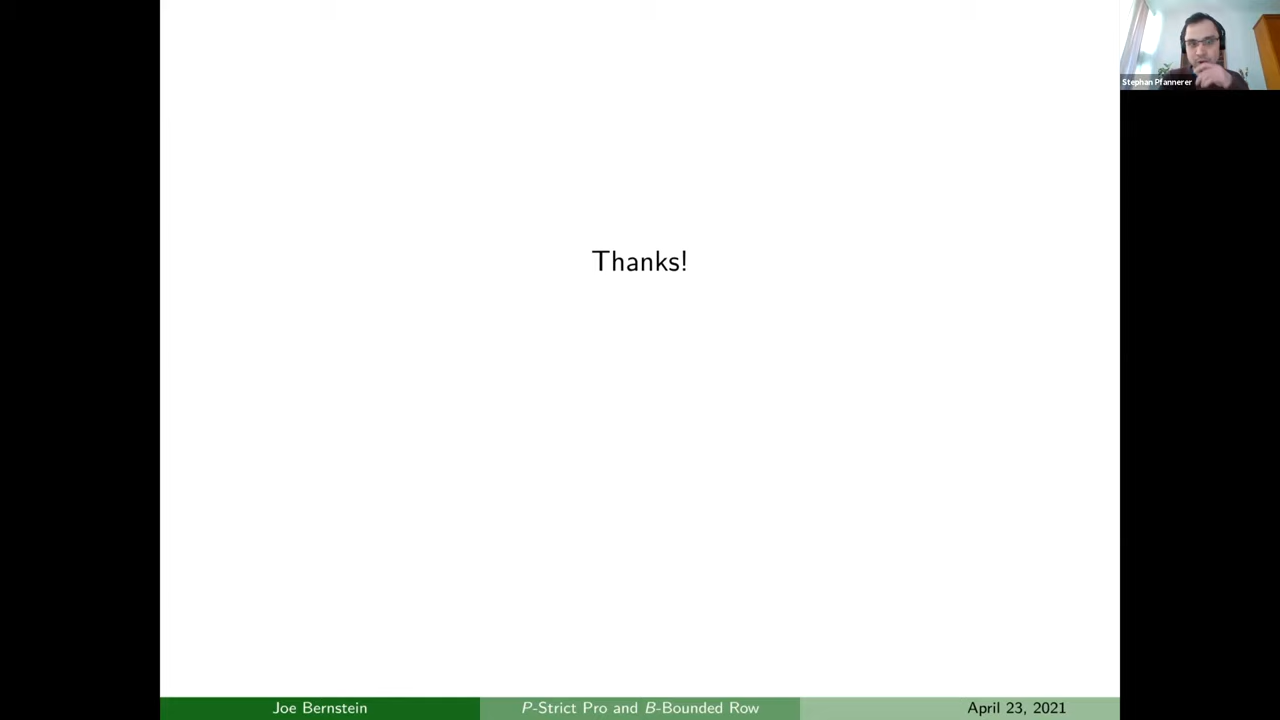 Stephan Pfannerer
Thanks!
Joe Bernstein
P-Strict Pro and B-Bounded Row
April 23, 2021